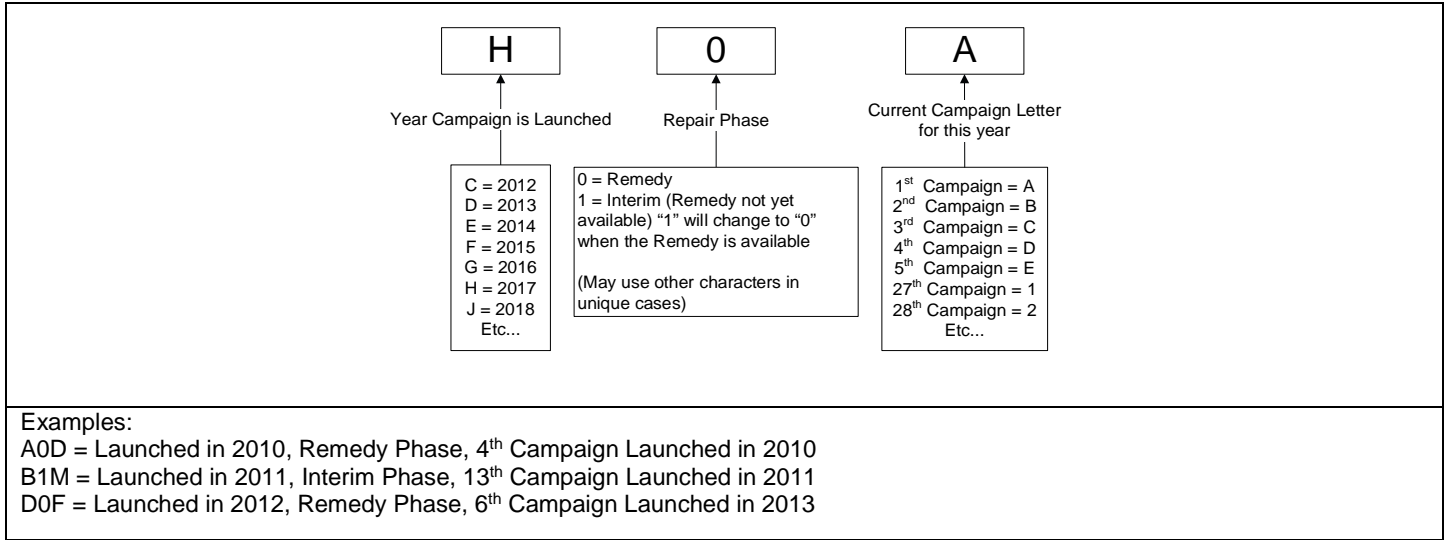 H
0
A
Year Campaign is Launched
Repair Phase
Current Campaign Letter
for this year
C = 2012
D = 2013
E = 2014
F = 2015
G = 2016
H = 2017
J = 2018
Etc...
0 = Remedy
1 = Interim (Remedy not yet
available) “1” will change to “0”
when the Remedy is available
(May use other characters in
unique cases)
1st Campaign = A
2nd Campaign = B
3rd Campaign = C
4th Campaign = D
5th Campaign = E
27th Campaign = 1
28th Campaign = 2
Etc...
Examples:
A0D = Launched in 2010, Remedy Phase, 4th Campaign Launched in 2010
B1M = Launched in 2011, Interim Phase, 13th Campaign Launched in 2011
D0F = Launched in 2012, Remedy Phase, 6th Campaign Launched in 2013